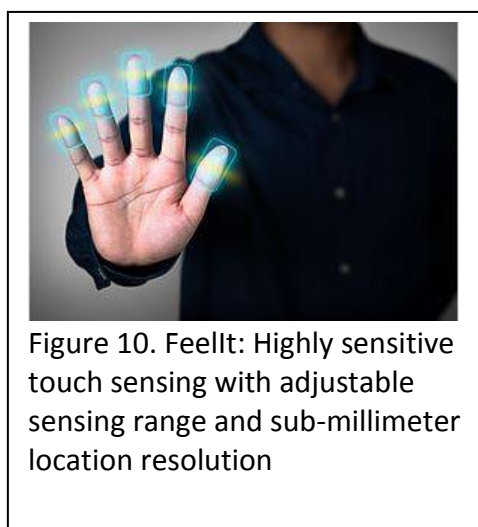 Figure 10. FeelIt: Highly sensitive
touch sensing with adjustable
sensing range and sub-millimeter
location resolution